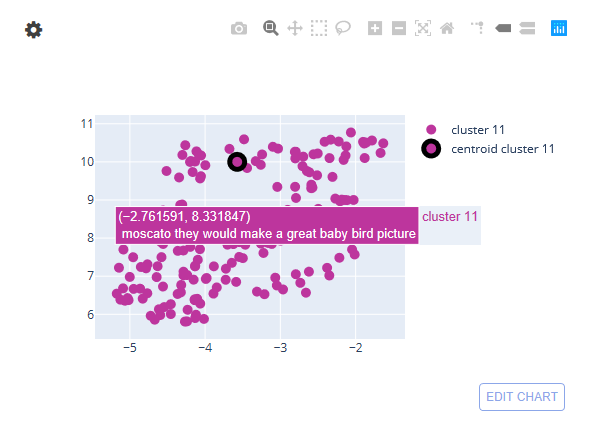 11
cluster 11
centroid cluster 11
10
9
(−2.761591, 8.331847)
cluster 11
moscato they would make a great baby bird picture
8
7
6
−5
−4
−3
−2
EDIT CHART